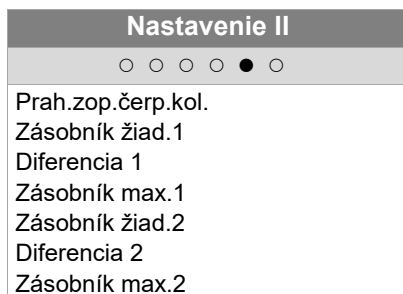 Nastavenie II
○ ○ ○ ○ ● ○
Prah.zop.čerp.kol.
Zásobník žiad.1
Diferencia 1
Zásobník max.1
Zásobník žiad.2
Diferencia 2
Zásobník max.2